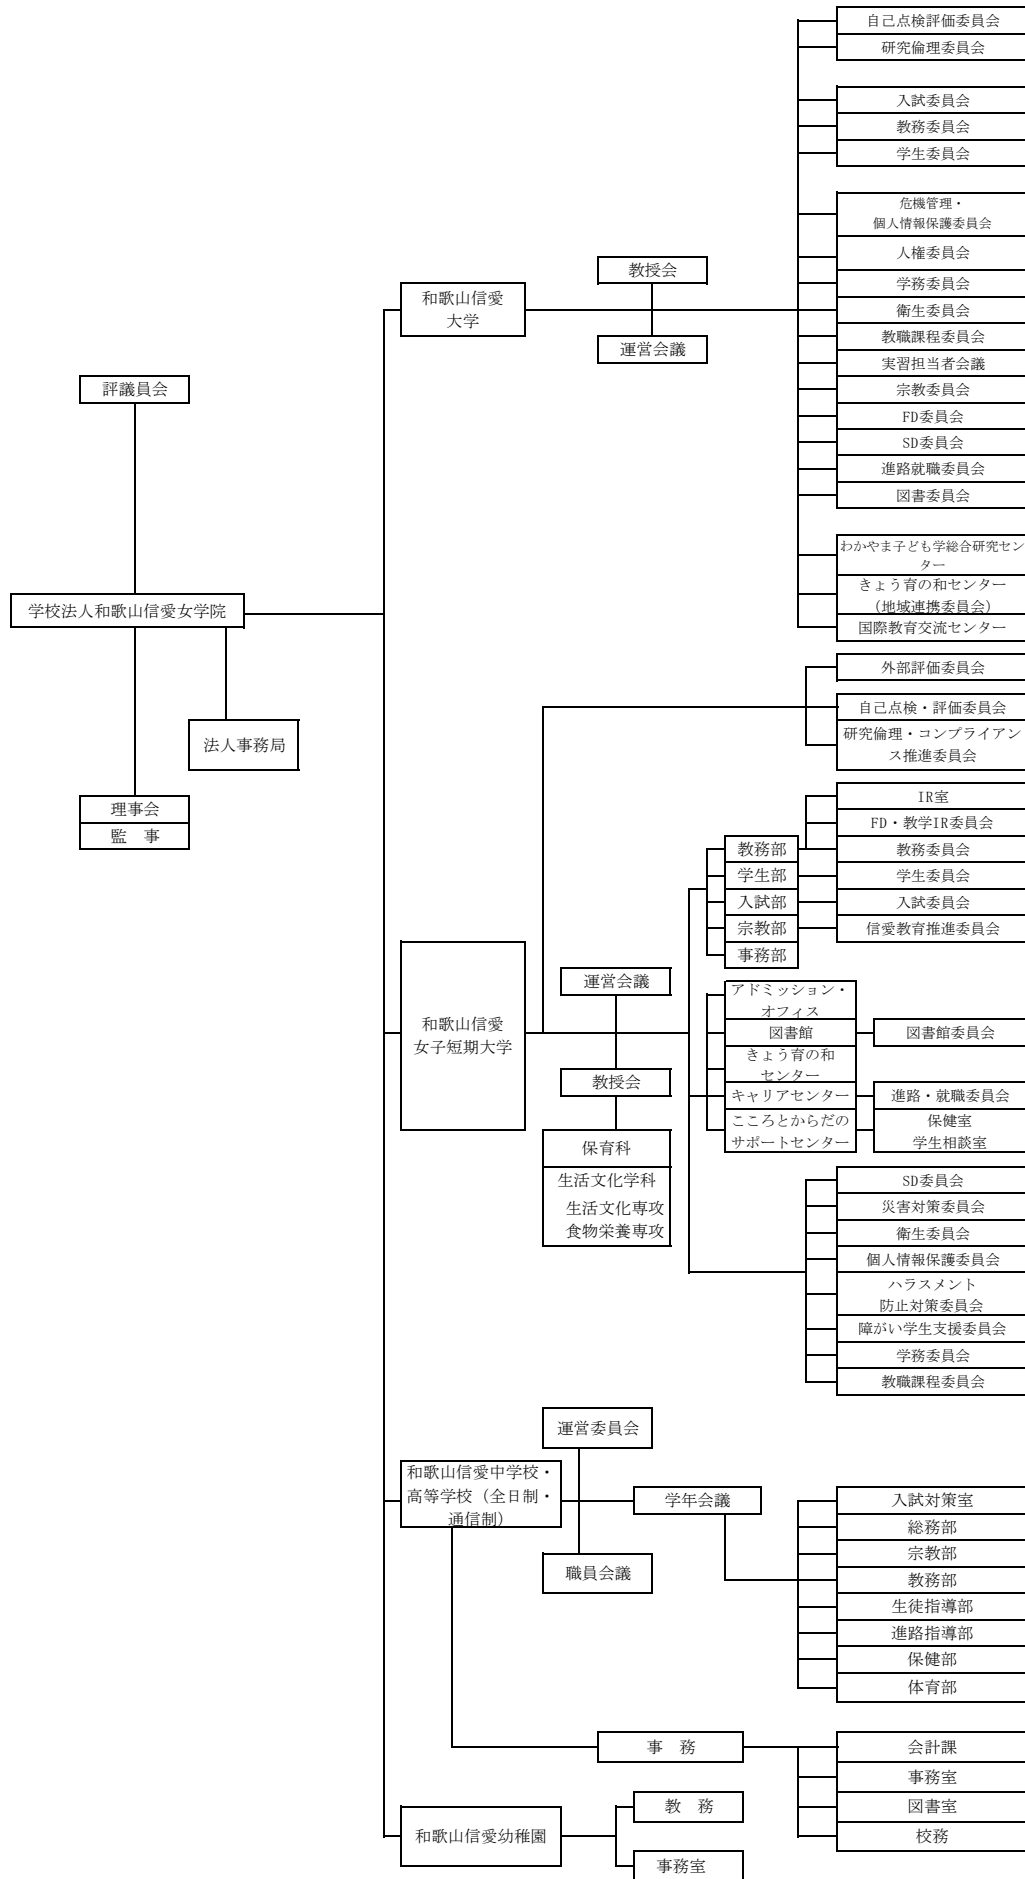 自己点検評価委員会
研究倫理委員会
入試委員会
教務委員会
学生委員会
危機管理・
個人情報保護委員会
人権委員会
学務委員会
衛生委員会
教職課程委員会
実習担当者会議
宗教委員会
FD委員会
SD委員会
進路就職委員会
図書委員会
わかやま子ども学総合研究セン
ター
きょう育の和センター
（地域連携委員会）
国際教育交流センター
教授会
和歌山信愛
大学
運営会議
評議員会
学校法人和歌山信愛女学院
法人事務局
理事会
監　事
外部評価委員会
自己点検・評価委員会
研究倫理・コンプライアン
ス推進委員会
IR室
FD・教学IR委員会
教務部
教務委員会
学生部
学生委員会
入試部
入試委員会
宗教部
信愛教育推進委員会
事務部
運営会議
和歌山信愛
女子短期大学
教授会
保育科
生活文化学科
生活文化専攻
食物栄養専攻
アドミッション・
オフィス
図書館
図書館委員会
きょう育の和
センター
キャリアセンター
進路・就職委員会
こころとからだの
サポートセンター
保健室
学生相談室
SD委員会
災害対策委員会
衛生委員会
個人情報保護委員会
ハラスメント
防止対策委員会
障がい学生支援委員会
学務委員会
教職課程委員会
運営委員会
和歌山信愛中学校・
高等学校（全日制・
通信制）
学年会議
職員会議
入試対策室
総務部
宗教部
教務部
生徒指導部
進路指導部
保健部
体育部
事　務
会計課
事務室
図書室
校務
和歌山信愛幼稚園
教　務
事務室